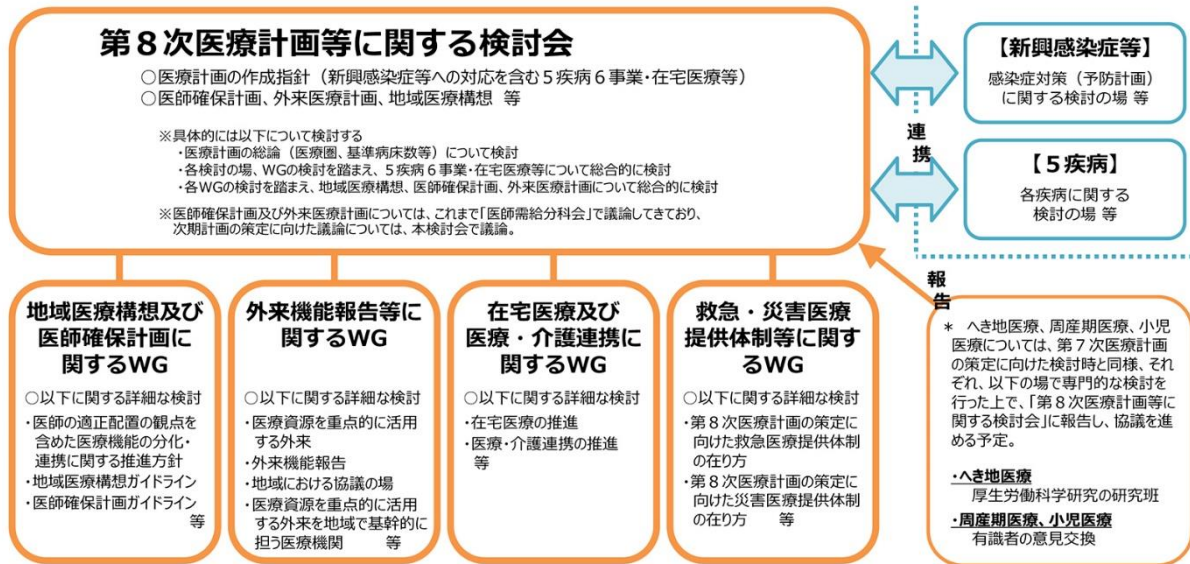 第８次医療計画等に関する検討会
○医療計画の作成指針（新興感染症等への対応を含む５疾病６事業・在宅医療等）
○医師確保計画、外来医療計画、地域医療構想 等
※具体的には以下について検討する
・医療計画の総論（医療圏、基準病床数等）について検討
・各検討の場、WGの検討を踏まえ、５疾病６事業・在宅医療等について総合的に検討
・各WGの検討を踏まえ、地域医療構想、医師確保計画、外来医療計画について総合的に検討
※医師確保計画及び外来医療計画については、これまで「医師需給分科会」で議論してきており、
次期計画の策定に向けた議論については、本検討会で議論。
連携
【新興感染症等】
感染症対策（予防計画）
に関する検討の場 等
【５疾病】
各疾病に関する
検討の場 等
地域医療構想及び
医師確保計画に
関するWG
○以下に関する詳細な検討
・医師の適正配置の観点を
含めた医療機能の分化・
連携に関する推進方針
・地域医療構想ガイドライン
・医師確保計画ガイドライン
等
外来機能報告等に
関するWG
○以下に関する詳細な検討
・医療資源を重点的に活用
する外来
・外来機能報告
・地域における協議の場
・医療資源を重点的に活用
する外来を地域で基幹的に
担う医療機関 等
在宅医療及び
医療・介護連携に
関するWG
○以下に関する詳細な検討
・在宅医療の推進
・医療・介護連携の推進
等
救急・災害医療
提供体制等に関す
るWG
○以下に関する詳細な検討
・第８次医療計画の策定に
向けた救急医療提供体制
の在り方
・第８次医療計画の策定に
向けた災害医療提供体制
の在り方 等
報告
＊ へき地医療、周産期医療、小児
医療については、第７次医療計画
の策定に向けた検討時と同様、それ
ぞれ、以下の場で専門的な検討を
行った上で、「第８次医療計画等に
関する検討会」に報告し、協議を進
める予定。
・へき地医療
厚生労働科学研究の研究班
・周産期医療、小児医療
有識者の意見交換